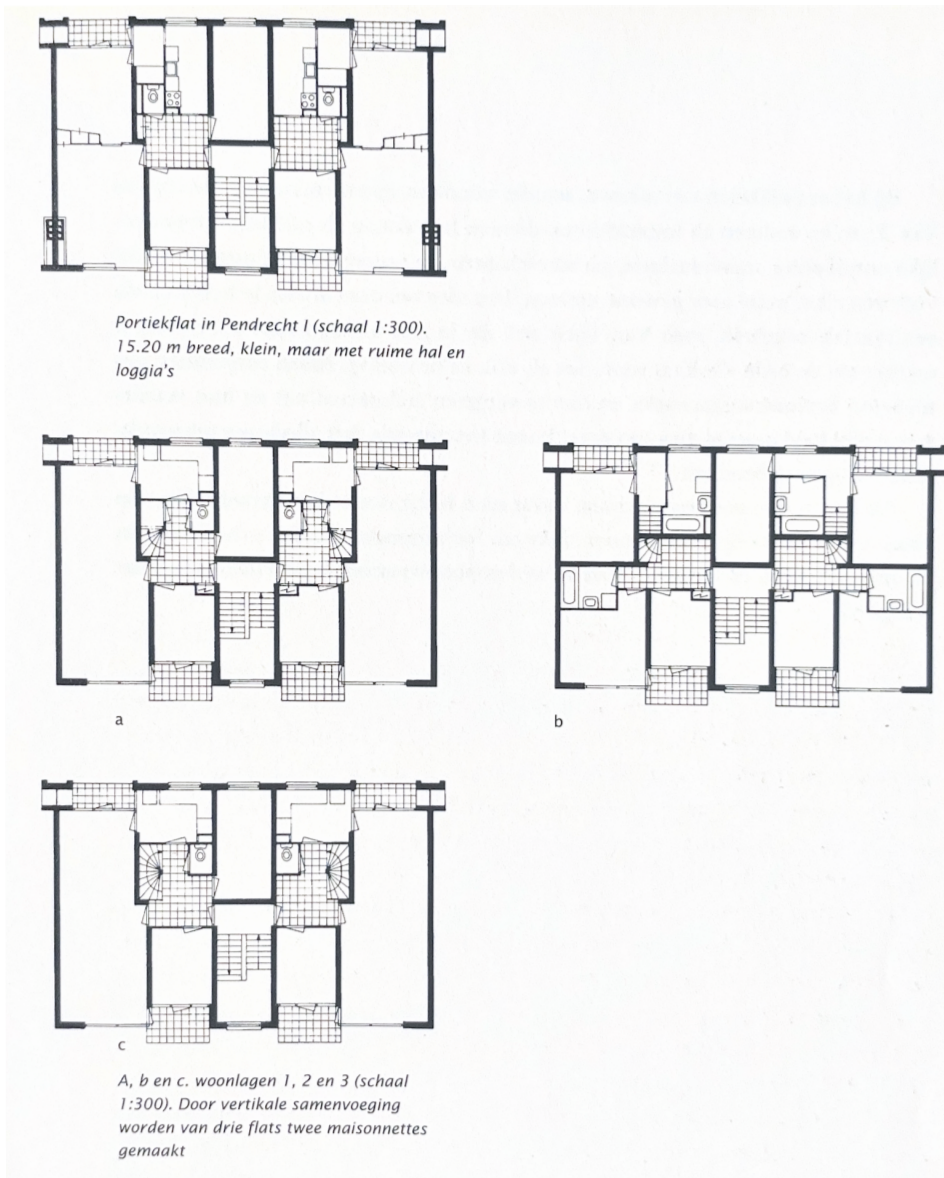 Portiekflat in Pendrecht I (schaal 1:300).
15.20 m breed, klein, maar met ruime hal en
loggia's
a
b
c
A, b en c. woonlagen 1, 2 en 3 (schaal
1:300). Door vertikale samenvoeging
worden van drie flats twee maisonnettes
gemaakt